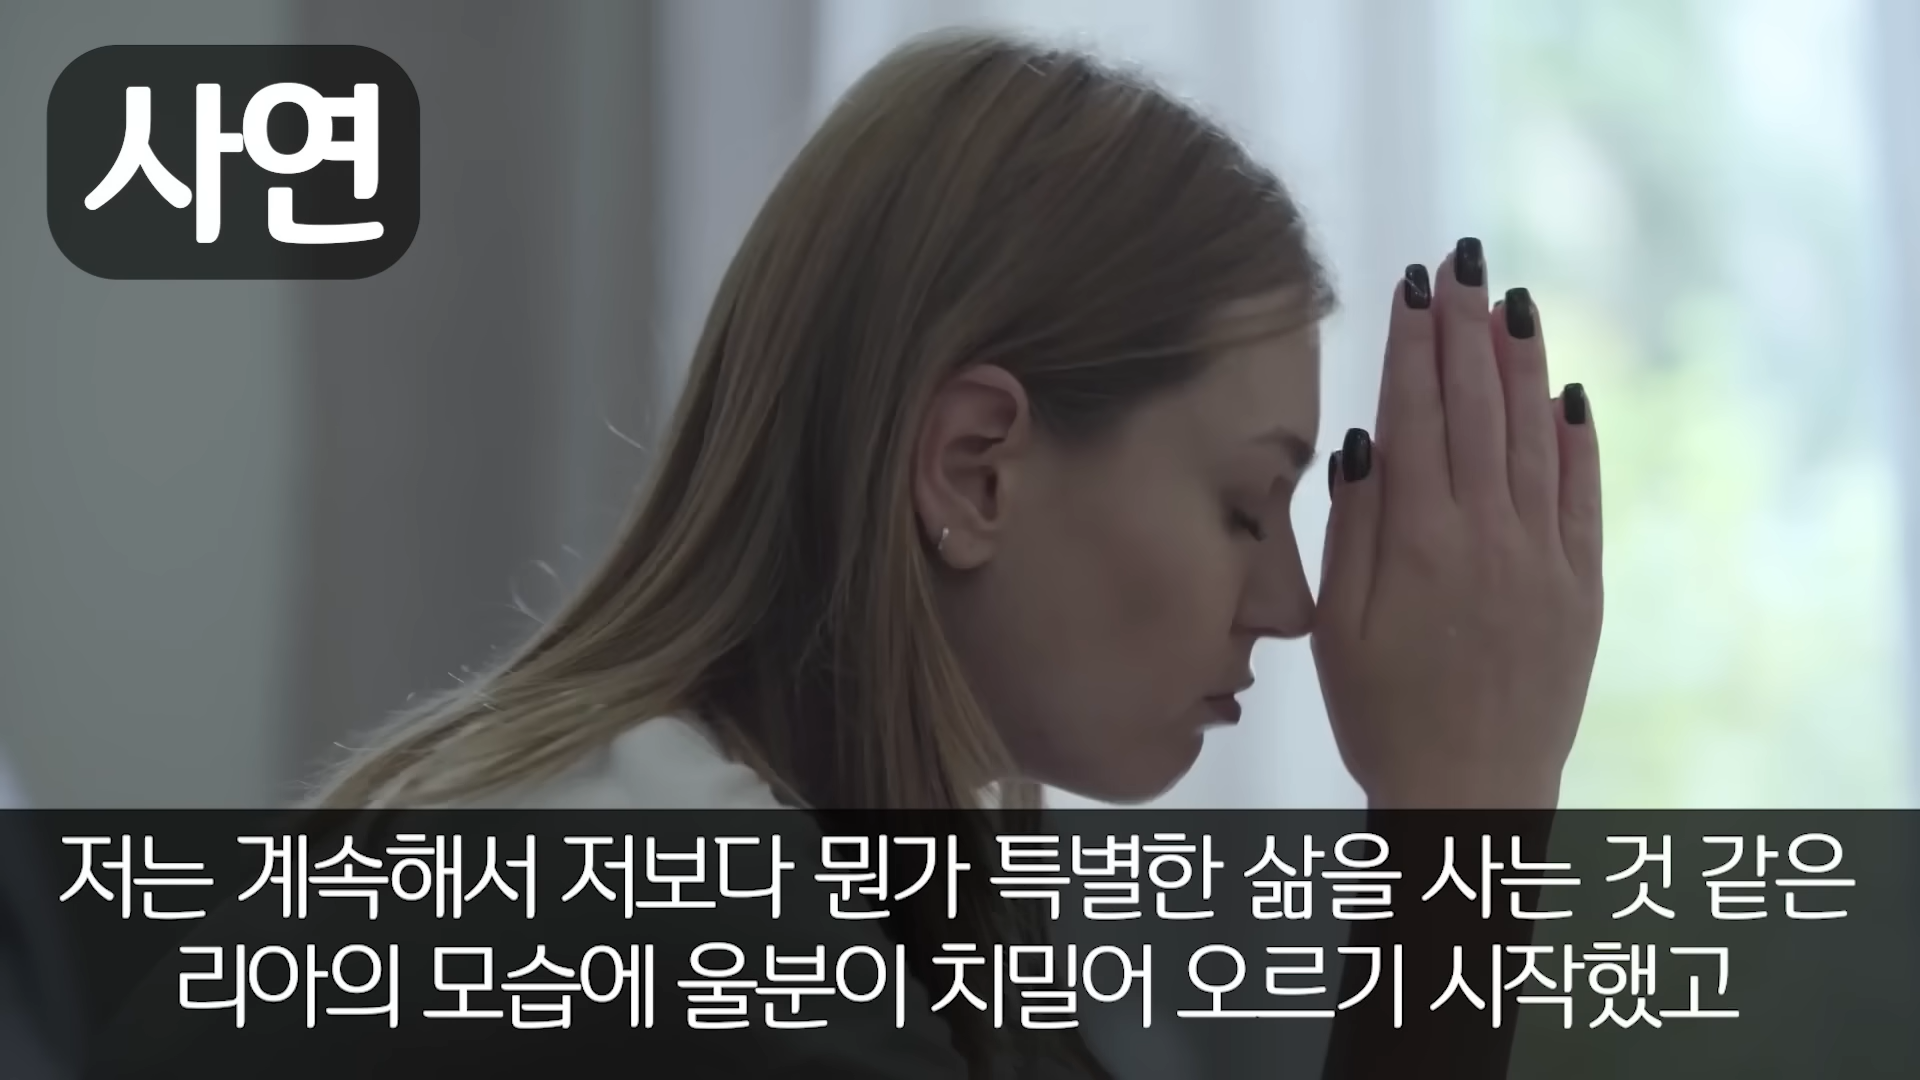 사연
저는 계속해서 저보다 뭔가 특별한 삶을 사는 것 같은
리아의 모습에 울분이 치밀어 오르기 시작했고